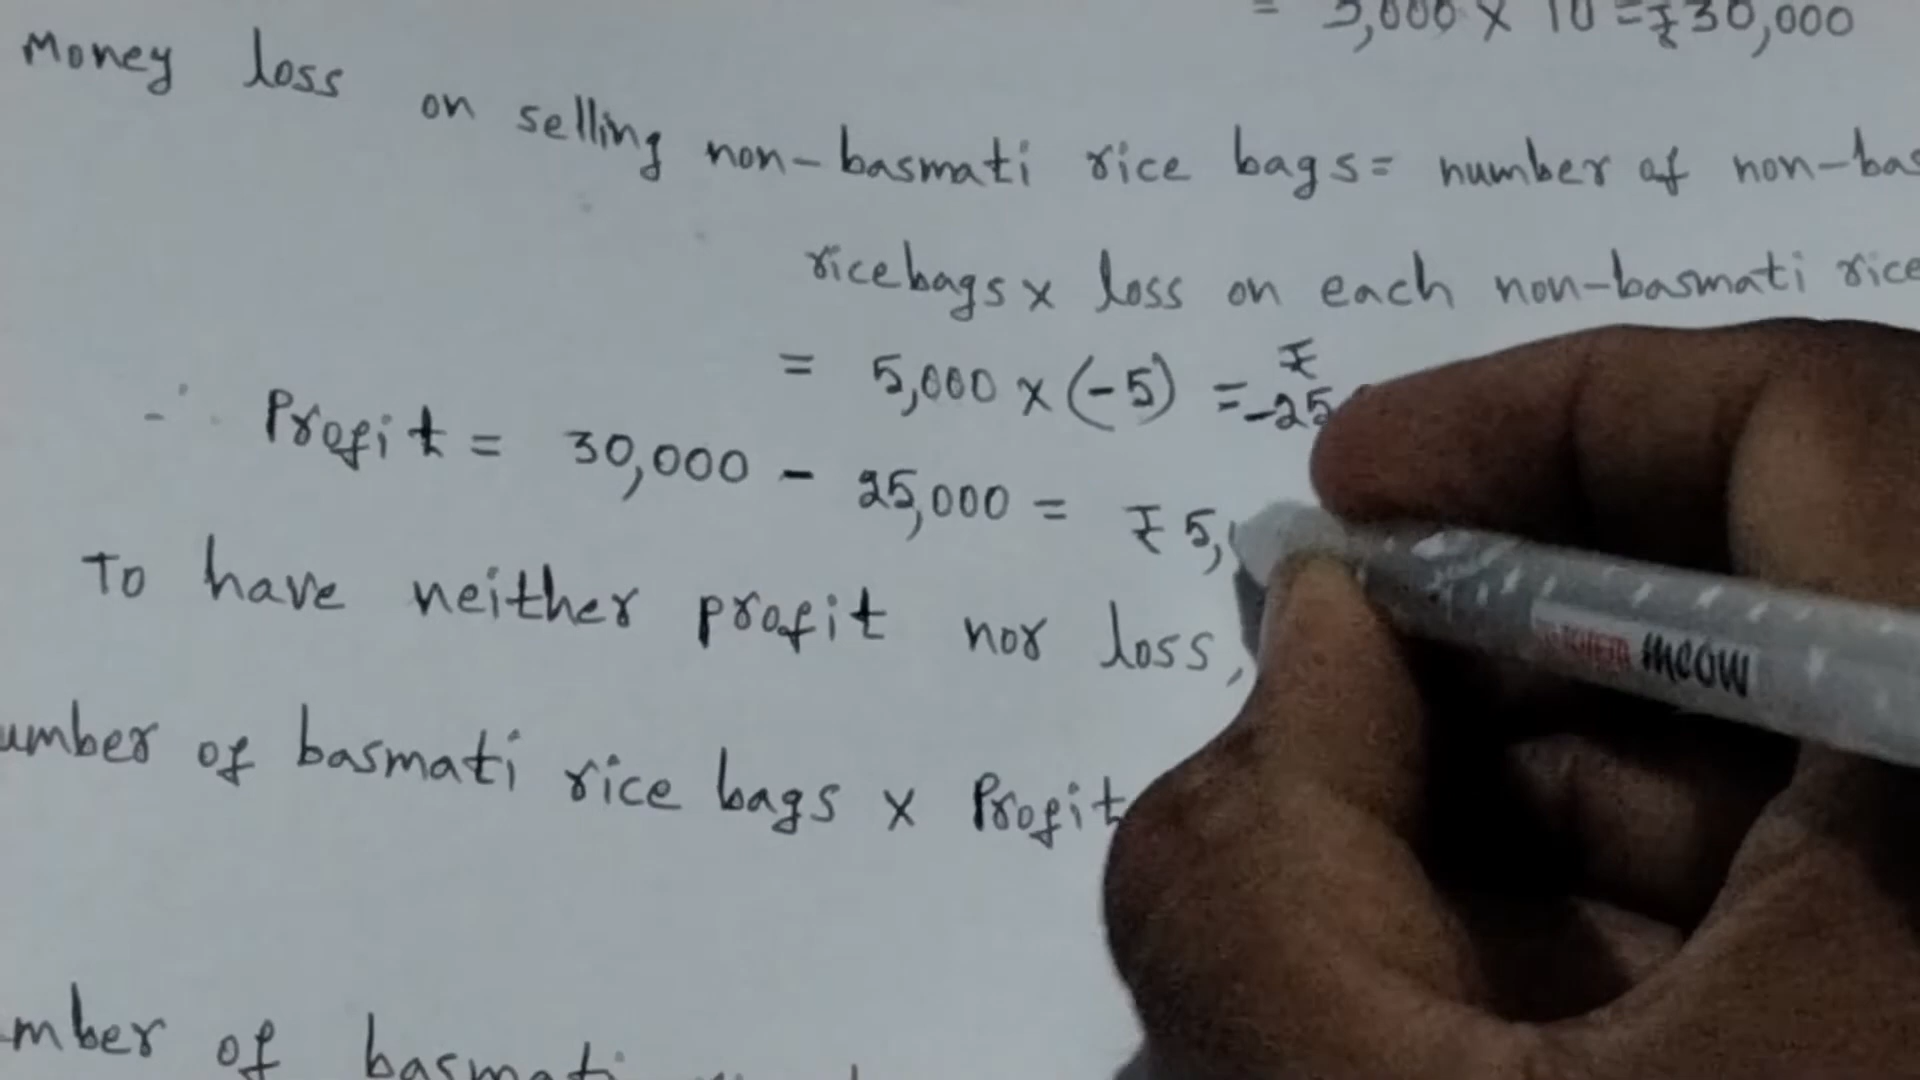 = 3,000 X 10 = ₹30,000
Money loss on selling non-basmati rice bags = number of non-bas
ricebags x loss on each non-basmati rice
= 5,000 x (-5) = ₹ -25
∴ Profit = 30,000 - 25,000 = ₹5,
To have neither profit nor loss,
umber of basmati rice bags x Profit
mber of basmati
meow